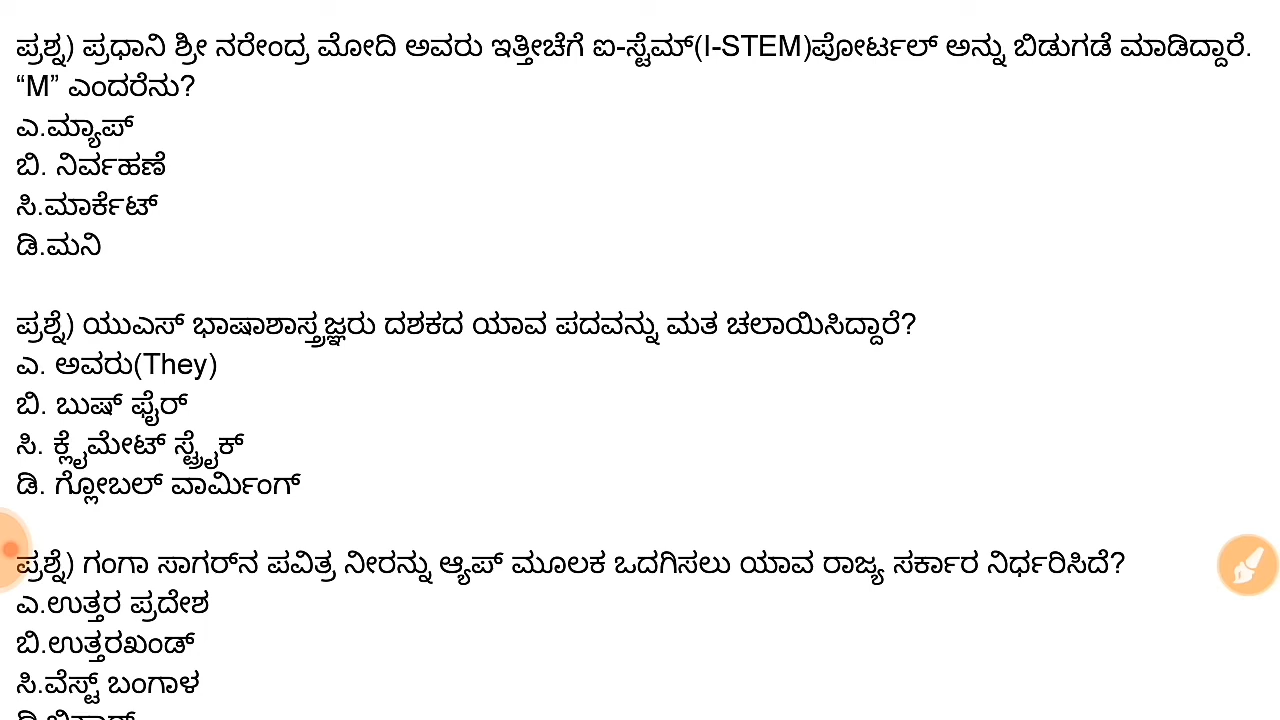 ಪ್ರಶ್ನ) ಪ್ರಧಾನಿ ಶ್ರೀ ನರೇಂದ್ರ ಮೋದಿ ಅವರು ಇತ್ತೀಚೆಗೆ ಐ-ಸ್ಟೆಮ್(I-STEM)ಪೋರ್ಟಲ್ ಅನ್ನು ಬಿಡುಗಡೆ ಮಾಡಿದ್ದಾರೆ.
“M” ಎಂದರೆನು?
ಎ.ಮ್ಯಾಪ್
ಬಿ. ನಿರ್ವಹಣೆ
ಸಿ.ಮಾರ್ಕೆಟ್
ಡಿ.ಮನಿ
ಪ್ರಶ್ನೆ) ಯುಎಸ್ ಭಾಷಾಶಾಸ್ತ್ರಜ್ಞರು ದಶಕದ ಯಾವ ಪದವನ್ನು ಮತ ಚಲಾಯಿಸಿದ್ದಾರೆ?
ಎ. ಅವರು(They)
ಬಿ. ಬುಷ್ ಫೈರ್
ಸಿ. ಕ್ಲೈಮೇಟ್ ಸ್ಟ್ರೈಕ್
ಡಿ. ಗ್ಲೋಬಲ್ ವಾರ್ಮಿಂಗ್
ಪ್ರಶ್ನೆ) ಗಂಗಾ ಸಾಗರ್‌ನ ಪವಿತ್ರ ನೀರನ್ನು ಆ್ಯಪ್ ಮೂಲಕ ಒದಗಿಸಲು ಯಾವ ರಾಜ್ಯ ಸರ್ಕಾರ ನಿರ್ಧರಿಸಿದೆ?
ಎ.ಉತ್ತರ ಪ್ರದೇಶ
ಬಿ.ಉತ್ತರಖಂಡ್
ಸಿ.ವೆಸ್ಟ್ ಬಂಗಾಳ